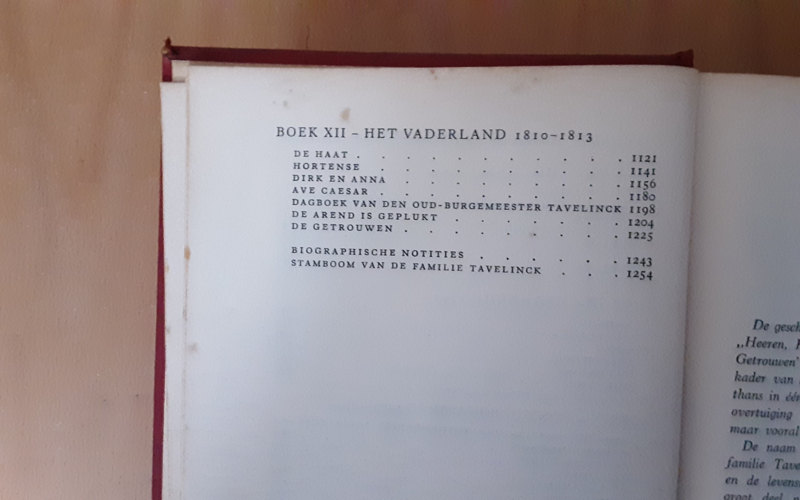 BOEK XII – HET VADERLAND 1810–1813
DE HAAT . . . . . . . . . . . . 1121
HORTENSE . . . . . . . . . . . 1141
DIRK EN ANNA . . . . . . . . . . 1156
AVE CAESAR . . . . . . . . . . . 1180
DAGBOEK VAN DEN OUD-BURGEMEESTER TAVELINCK 1198
DE AREND IS GEPLUKT . . . . . . . 1204
DE GETROUWEN . . . . . . . . . 1225
BIOGRAPHISCHE NOTITIES . . . . . . 1243
STAMBOOM VAN DE FAMILIE TAVELINCK . . . 1254
De gesch
„Heeren,
Getrouwen"
kader van
thans in één
overtuiging
maar vooral
De naam
familie Tave
en de levens
groot deel